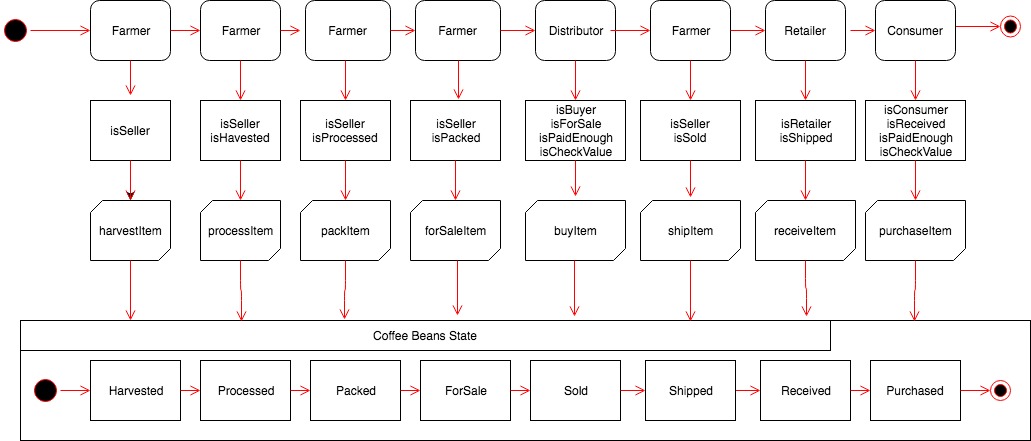 Farmer
Farmer
Farmer
Farmer
Distributor
Farmer
Retailer
Consumer
isSeller
isSeller
isHavested
isSeller
isProcessed
isSeller
isPacked
isBuyer
isForSale
isPaidEnough
isCheckValue
isSeller
isSold
isRetailer
isShipped
isConsumer
isReceived
isPaidEnough
isCheckValue
harvestItem
processItem
packItem
forSaleItem
buyItem
shipItem
receiveItem
purchaseItem
Coffee Beans State
Harvested
Processed
Packed
ForSale
Sold
Shipped
Received
Purchased